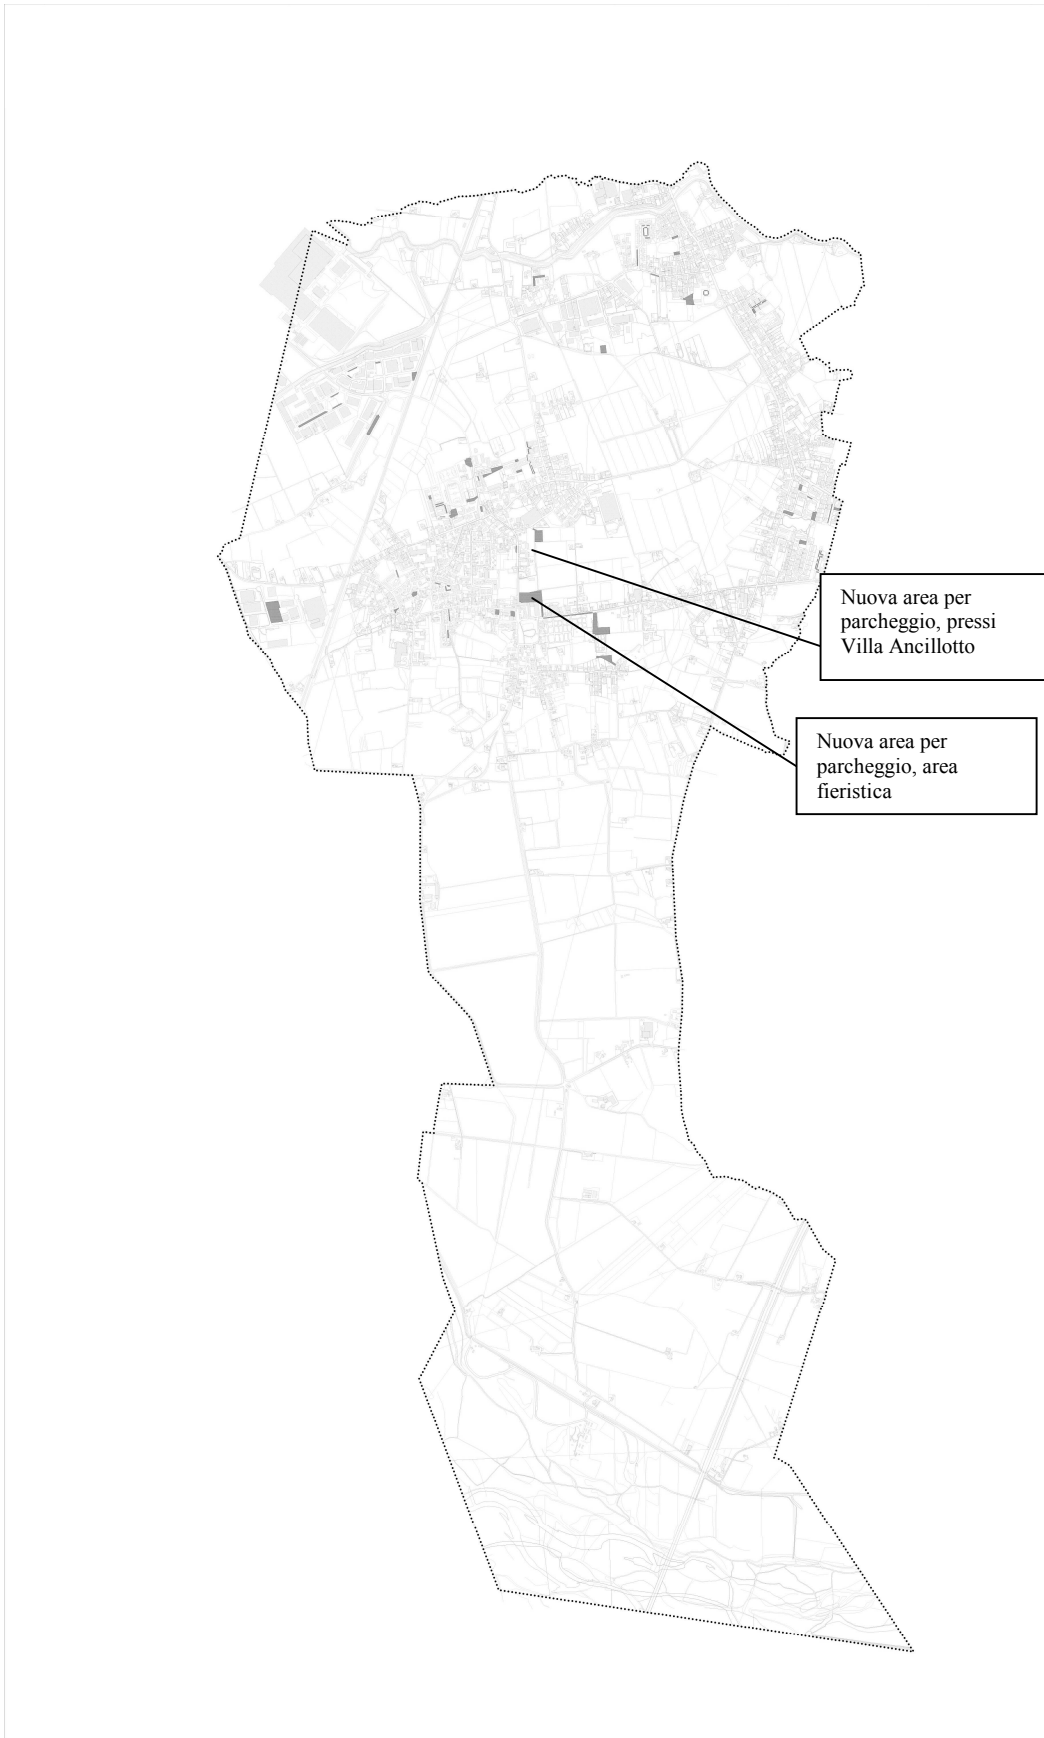 Nuova area per
parcheggio, pressi
Villa Ancillotto
Nuova area per
parcheggio, area
fieristica